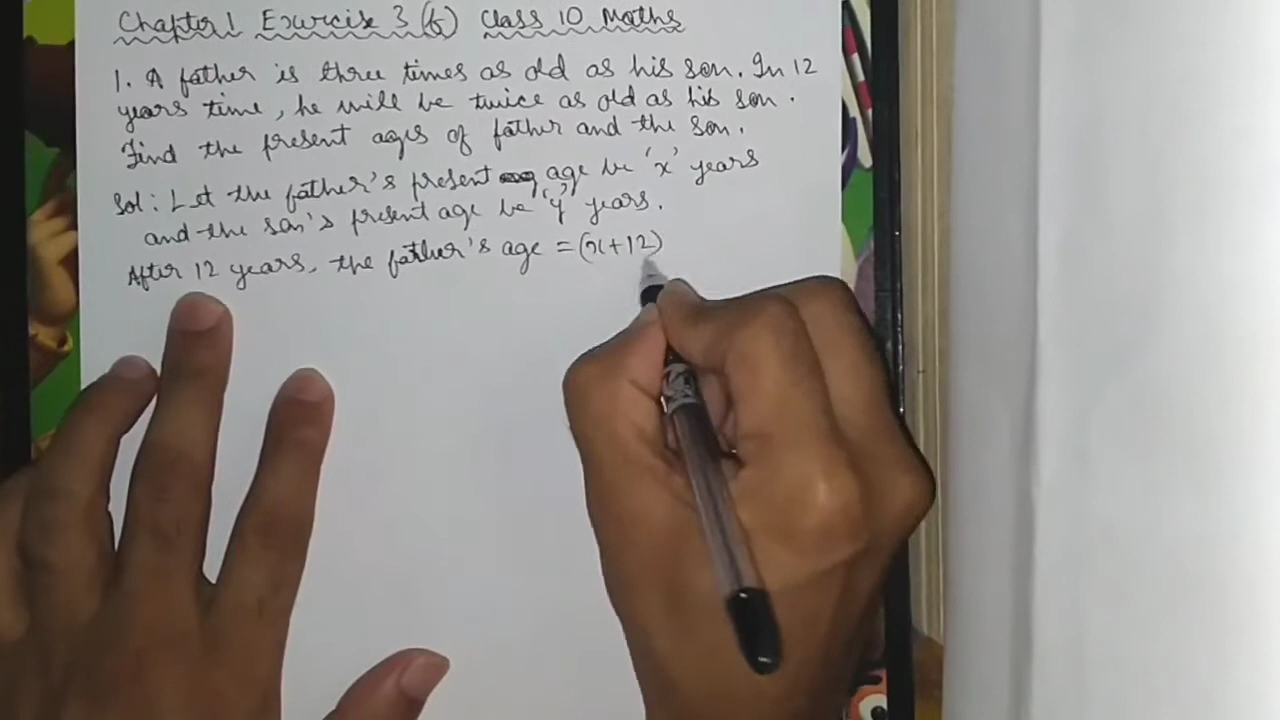 Chapter 1 Exercise 3 (b) Class 10 Maths
1. A father is three times as old as his son. In 12
years time, he will be twice as old as his son.
Find the present ages of father and the son.
Sol: Let the father's present age be 'x' years
and the son's present age be 'y' years.
After 12 years, the father's age = (x+12)